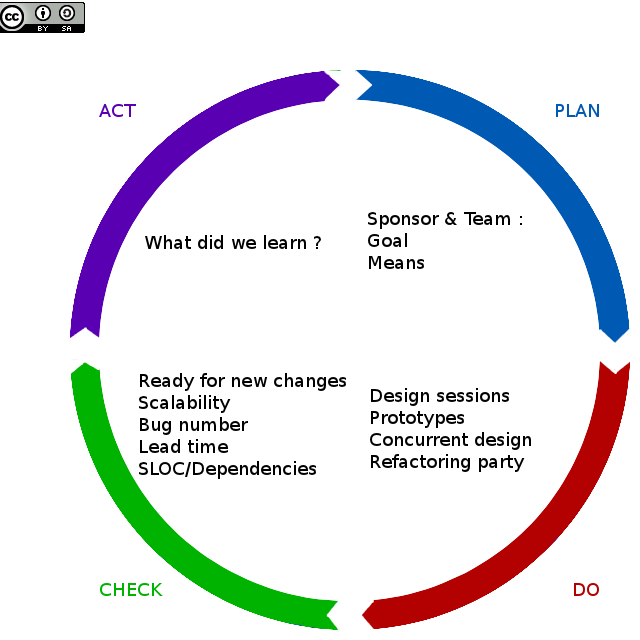 cc
BY SA
ACT
PLAN
What did we learn ?
Sponsor & Team :
Goal
Means
Ready for new changes
Scalability
Bug number
Lead time
SLOC/Dependencies
Design sessions
Prototypes
Concurrent design
Refactoring party
CHECK
DO